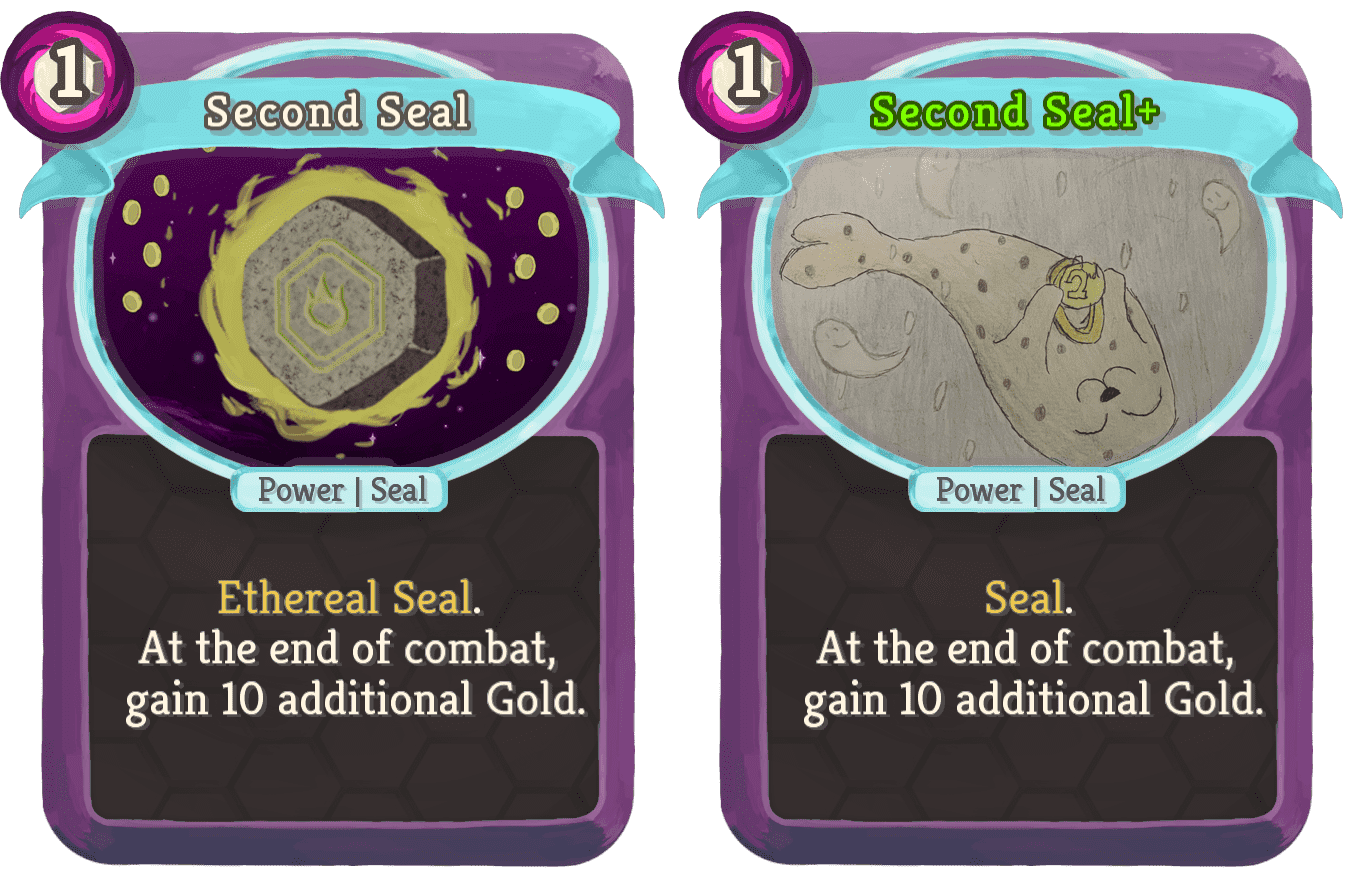 1
Second Seal
Power | Seal
Ethereal Seal.
At the end of combat,
gain 10 additional Gold.
1
Second Seal+
2
Power | Seal
Seal.
At the end of combat,
gain 10 additional Gold.